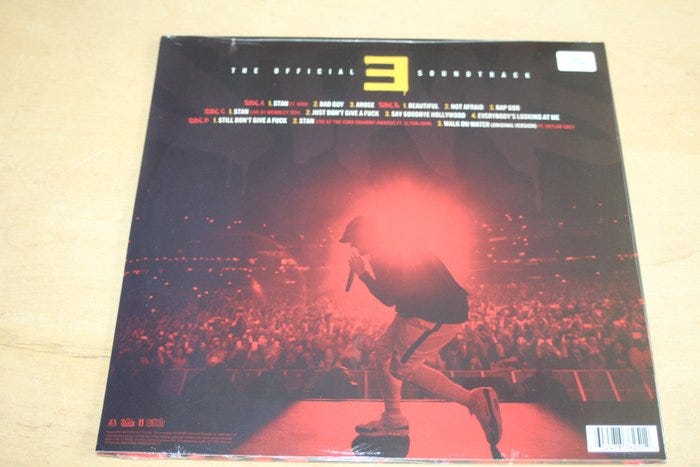 THE OFFICIAL Ǝ SOUNDTRACK
SIDE A 1. STAN FT. DIDO 2. BAD GUY 3. AROSE SIDE B 1. BEAUTIFUL 2. NOT AFRAID 3. RAP GOD
SIDE C 1. STAN LIVE AT WEMBLEY 2014 2. JUST DON'T GIVE A FUCK 3. SAY GOODBYE HOLLYWOOD 4. EVERYBODY'S LOOKING AT ME
SIDE D 1. STILL DON'T GIVE A FUCK 2. STAN LIVE AT THE 43RD GRAMMY AWARDS FT. ELTON JOHN 3. WALK ON WATER (ORIGINAL VERSION) FT. SKYLAR GREY